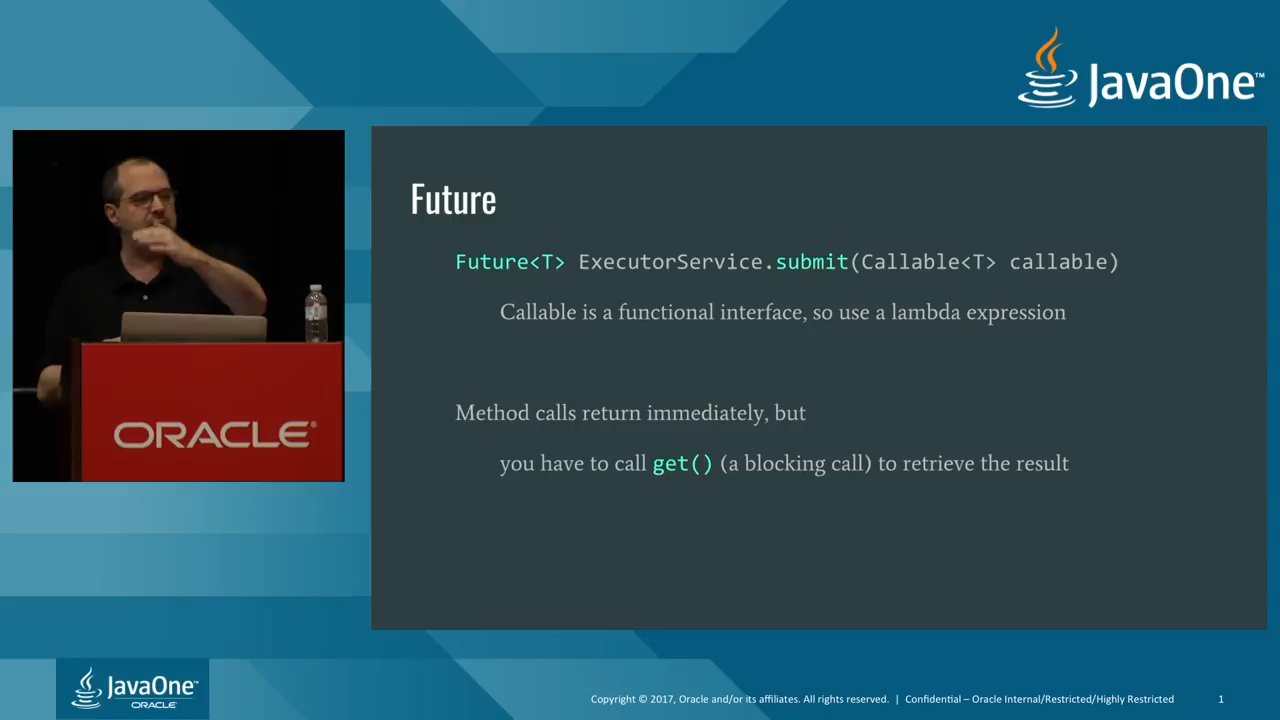 JavaOne™
Future
Future<T> ExecutorService.submit(Callable<T> callable)
Callable is a functional interface, so use a lambda expression
Method calls return immediately, but
you have to call get() (a blocking call) to retrieve the result
ORACLE®
JavaOne™
ORACLE®
Copyright © 2017, Oracle and/or its affiliates. All rights reserved. | Confidential – Oracle Internal/Restricted/Highly Restricted 1